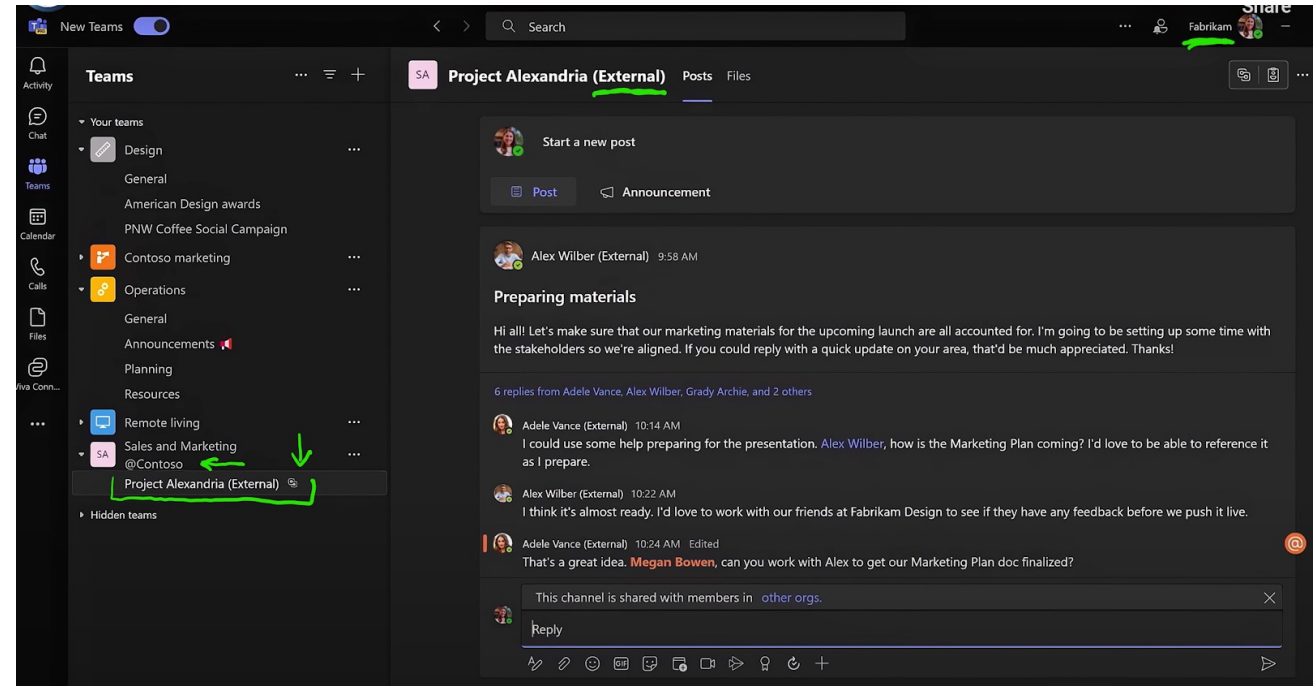 Share
New Teams
Search
Fabrikam
Activity
Chat
Teams
Calendar
Calls
Files
Viva Conn...
Teams
Your teams
Design
General
American Design awards
PNW Coffee Social Campaign
Contoso marketing
Operations
General
Announcements
Planning
Resources
Remote living
Sales and Marketing
@Contoso
Project Alexandria (External)
Hidden teams
SA
SA Project Alexandria (External) Posts Files
Start a new post
Post Announcement
Alex Wilber (External) 9:58 AM
Preparing materials
Hi all! Let's make sure that our marketing materials for the upcoming launch are all accounted for. I'm going to be setting up some time with
the stakeholders so we're aligned. If you could reply with a quick update on your area, that'd be much appreciated. Thanks!
6 replies from Adele Vance, Alex Wilber, Grady Archie, and 2 others
Adele Vance (External) 10:14 AM
I could use some help preparing for the presentation. Alex Wilber, how is the Marketing Plan coming? I'd love to be able to reference it
as I prepare.
Alex Wilber (External) 10:22 AM
I think it's almost ready. I'd love to work with our friends at Fabrikam Design to see if they have any feedback before we push it live.
Adele Vance (External) 10:24 AM Edited
That's a great idea. Megan Bowen, can you work with Alex to get our Marketing Plan doc finalized?
@
This channel is shared with members in other orgs.
Reply
GIF